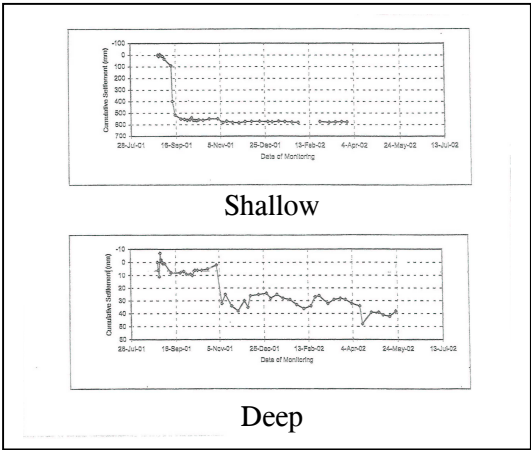 -100
0
100
200
300
400
500
600
700
Cumulative Settlement (mm)
28-Jul-01 16-Sep-01 5-Nov-01 25-Dec-01 13-Feb-02 4-Apr-02 24-May-02 13-Jul-02
Date of Monitoring
Shallow
-10
0
10
20
30
40
50
60
Cumulative Settlement (mm)
28-Jul-01 16-Sep-01 5-Nov-01 25-Dec-01 13-Feb-02 4-Apr-02 24-May-02 13-Jul-02
Date of Monitoring
Deep